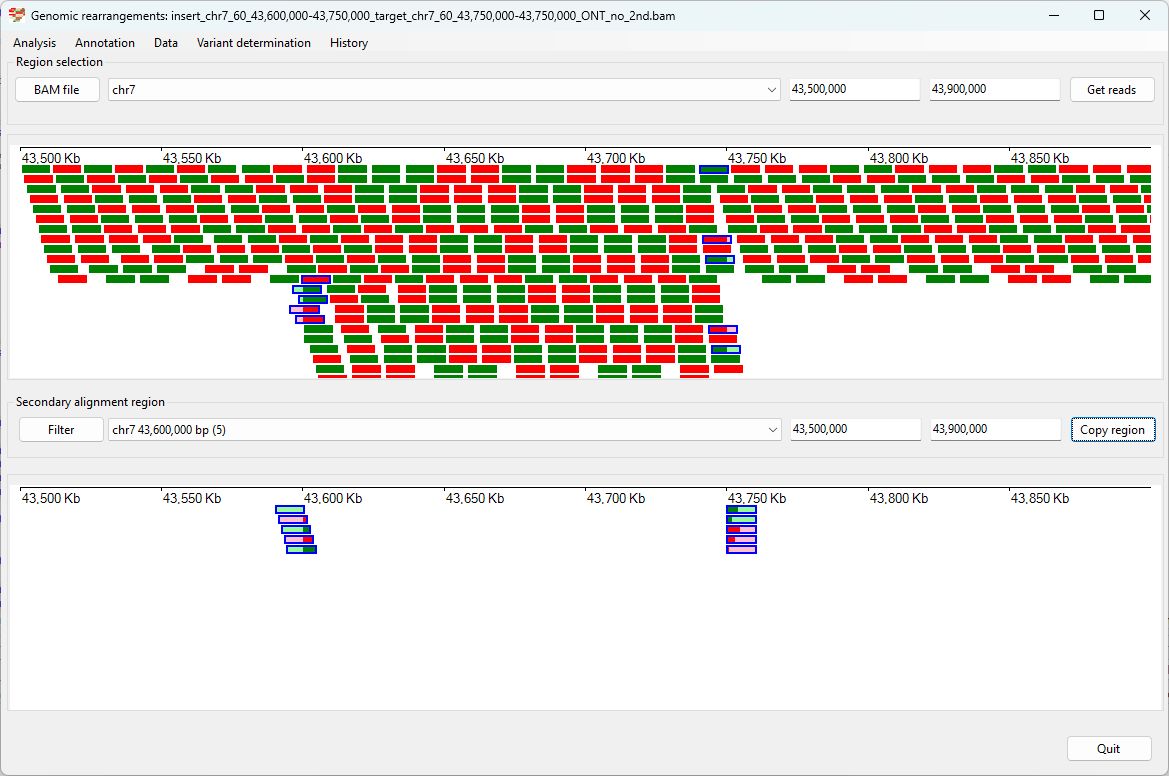 Genomic rearrangements: insert_chr7_60_43,600,000-43,750,000_target_chr7_60_43,750,000-43,750,000_ONT_no_2nd.bam
Analysis Annotation Data Variant determination History
Region selection
BAM file chr7 43,500,000 43,900,000 Get reads
43,500 Kb 43,550 Kb 43,600 Kb 43,650 Kb 43,700 Kb 43,750 Kb 43,800 Kb 43,850 Kb
Secondary alignment region
Filter chr7 43,600,000 bp (5) 43,500,000 43,900,000 Copy region
43,500 Kb 43,550 Kb 43,600 Kb 43,650 Kb 43,700 Kb 43,750 Kb 43,800 Kb 43,850 Kb
Quit